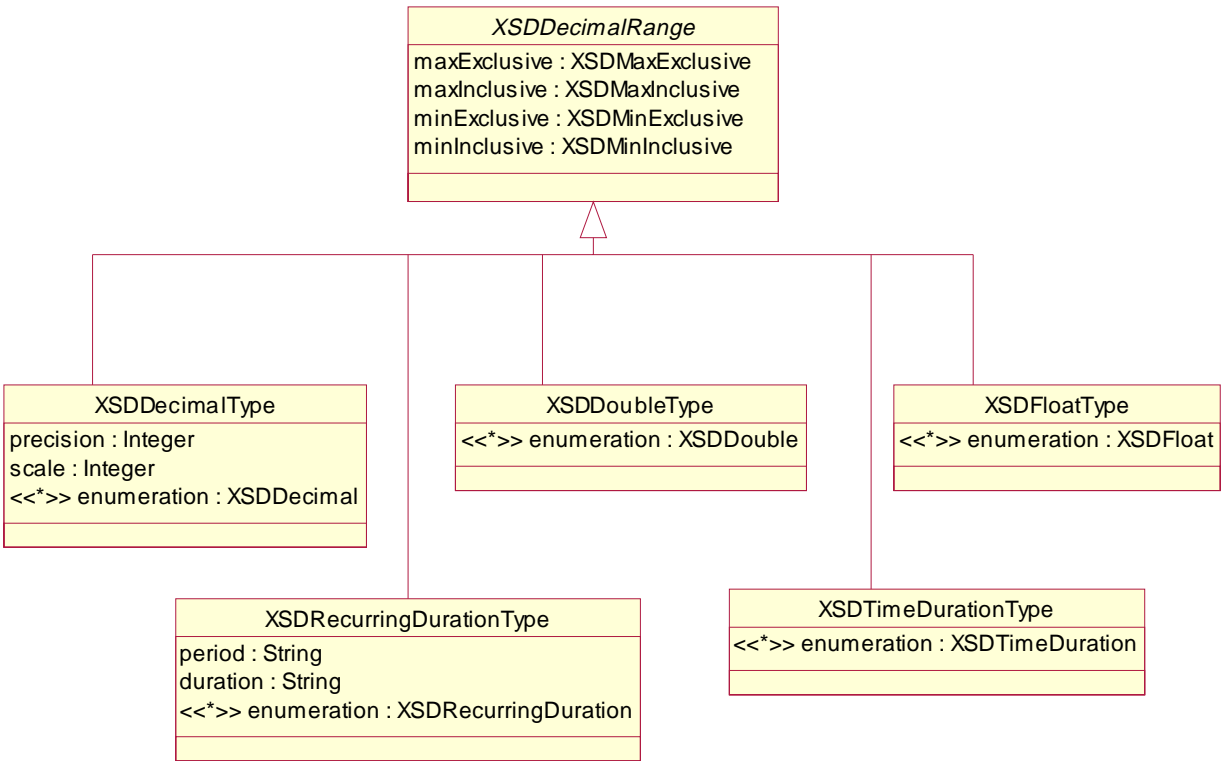 XSDDecimalRange
maxExclusive : XSDMaxExclusive
maxInclusive : XSDMaxInclusive
minExclusive : XSDMinExclusive
minInclusive : XSDMinInclusive
XSDDecimalType
precision : Integer
scale : Integer
<<*>> enumeration : XSDDecimal
XSDDoubleType
<<*>> enumeration : XSDDouble
XSDFloatType
<<*>> enumeration : XSDFloat
XSDRecurringDurationType
period : String
duration : String
<<*>> enumeration : XSDRecurringDuration
XSDTimeDurationType
<<*>> enumeration : XSDTimeDuration